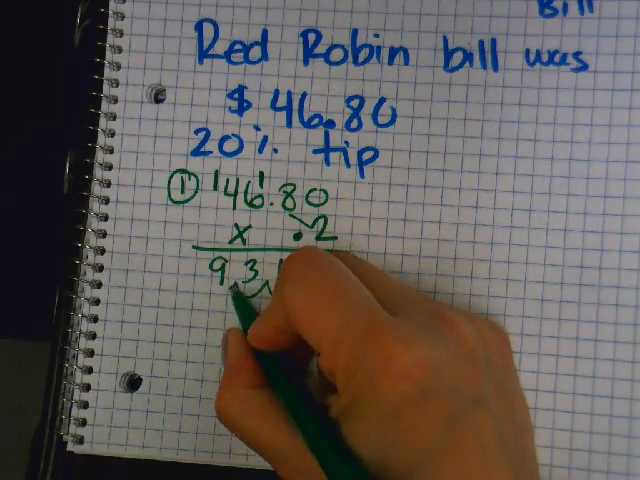 Bill
Red Robin bill was
$46.80
20% tip
① 46.80
x .2
93